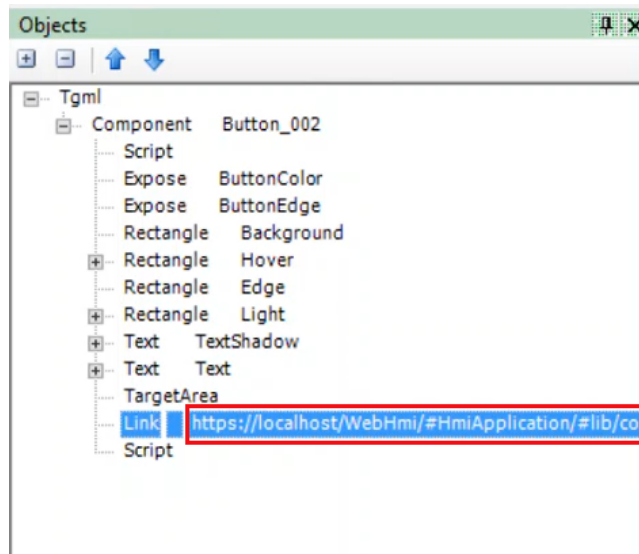 Objects
Tgml
Component Button_002
Script
Expose ButtonColor
Expose ButtonEdge
Rectangle Background
Rectangle Hover
Rectangle Edge
Rectangle Light
Text TextShadow
Text Text
TargetArea
Link https://localhost/WebHmi/#HmiApplication/#lib/co
Script